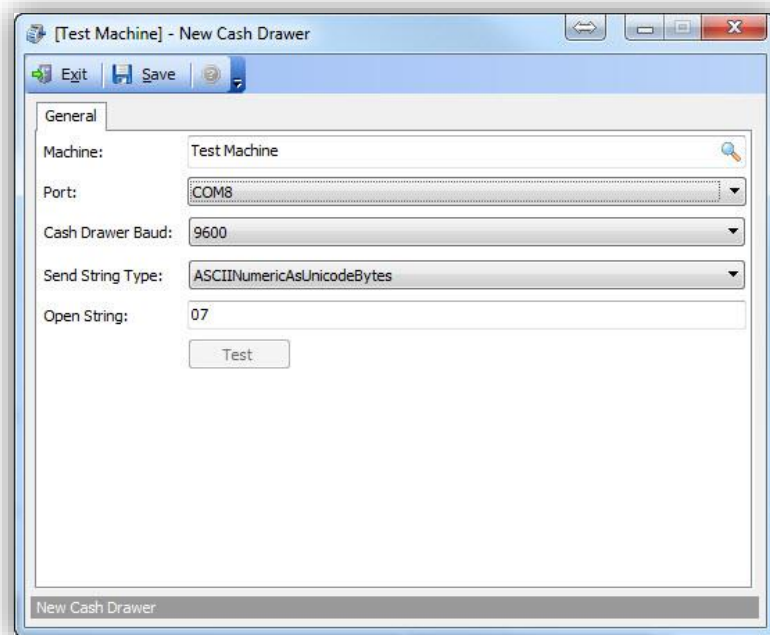 [Test Machine] - New Cash Drawer
Exit Save
General
Machine: Test Machine
Port: COM8
Cash Drawer Baud: 9600
Send String Type: ASCIINumericAsUnicodeBytes
Open String: 07
Test
New Cash Drawer